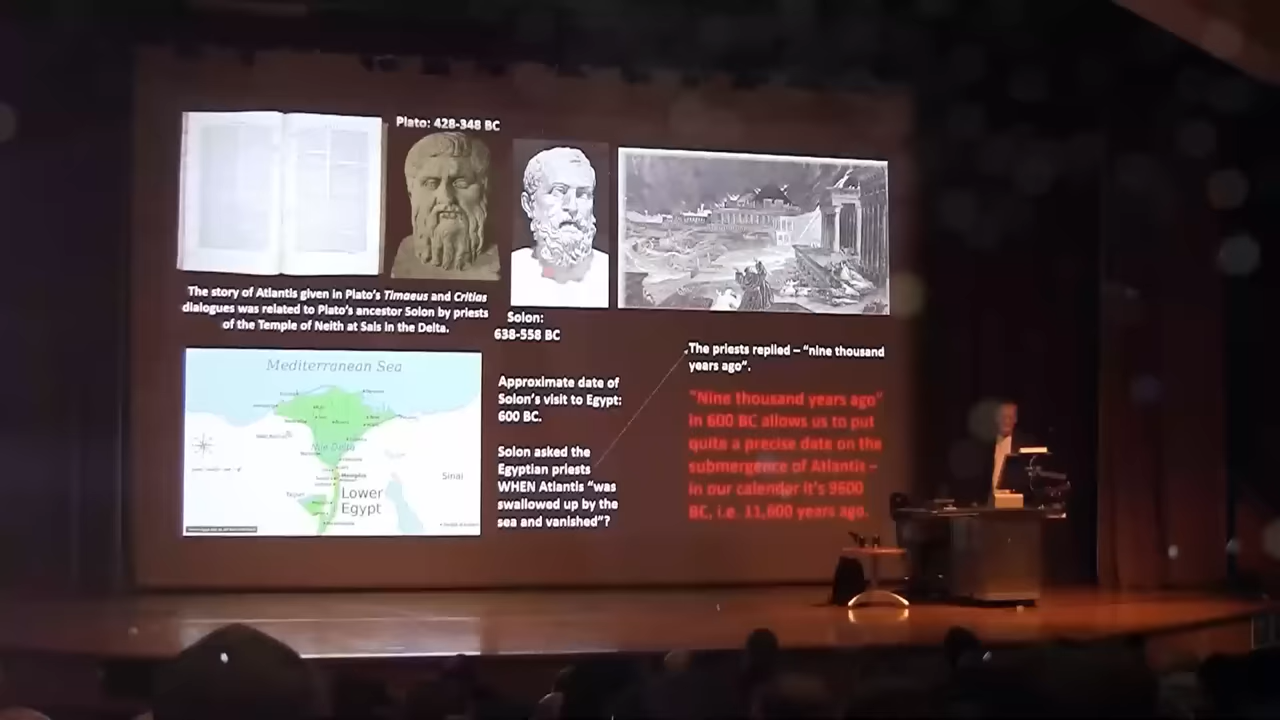 Plato: 428-348 BC
The story of Atlantis given in Plato's Timaeus and Critias
dialogues was related to Plato's ancestor Solon by priests
of the Temple of Neith at Sais in the Delta.
Solon:
638-558 BC
Mediterranean Sea
Nile Delta
Memphis
Sinai
Lower
Egypt
Approximate date of
Solon's visit to Egypt:
600 BC.
Solon asked the
Egyptian priests
WHEN Atlantis "was
swallowed up by the
sea and vanished"?
The priests replied – "nine thousand
years ago".
"Nine thousand years ago"
in 600 BC allows us to put
quite a precise date on the
submergence of Atlantis –
in our calendar it's 9600
BC, i.e. 11,600 years ago.